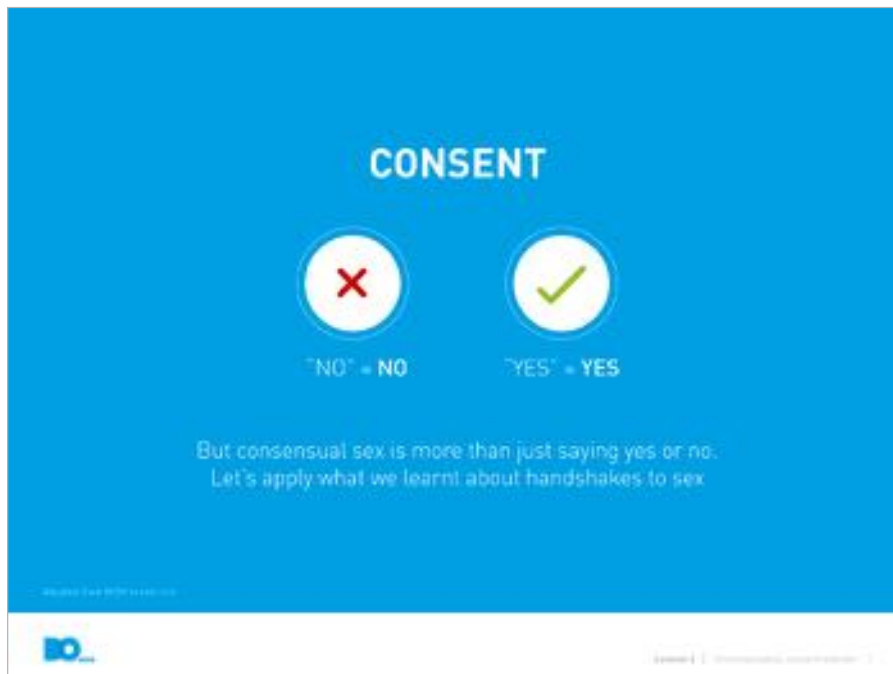 CONSENT
"NO" = NO
"YES" = YES
But consensual sex is more than just saying yes or no.
Let's apply what we learnt about handshakes to sex